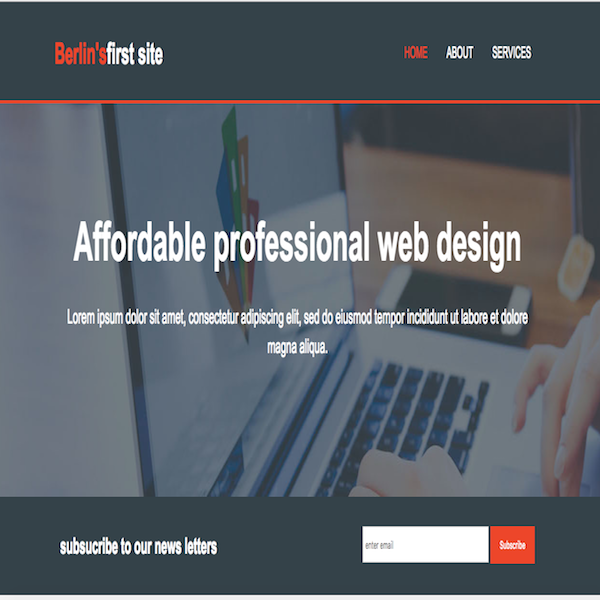 Berlin'sfirst site
HOME ABOUT SERVICES
Affordable professional web design
Lorem ipsum dolor sit amet, consectetur adipiscing elit, sed do eiusmod tempor incididunt ut labore et dolore
magna aliqua.
subsucribe to our news letters
enter email
Subscribe